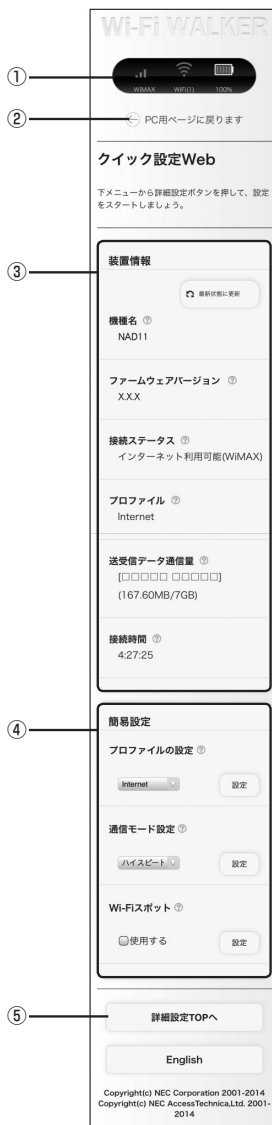 Wi-Fi WALKER
WiMAX WiFi(1) 100%
① 
② PC用ページに戻ります
クイック設定Web
下メニューから詳細設定ボタンを押して、設定
をスタートしましょう。
③
装置情報
最新状態に更新
機種名 ?
NAD11
ファームウェアバージョン ?
X.X.X
接続ステータス ?
インターネット利用可能(WiMAX)
プロファイル ?
Internet
送受信データ通信量 ?
[□□□□□ □□□□□]
(167.60MB/7GB)
接続時間 ?
4:27:25
④
簡易設定
プロファイルの設定 ?
Internet 設定
通信モード設定 ?
ハイスピート 設定
Wi-Fiスポット ?
使用する 設定
⑤ 詳細設定TOPへ
English
Copyright(c) NEC Corporation 2001-2014
Copyright(c) NEC AccessTechnica,Ltd. 2001-
2014